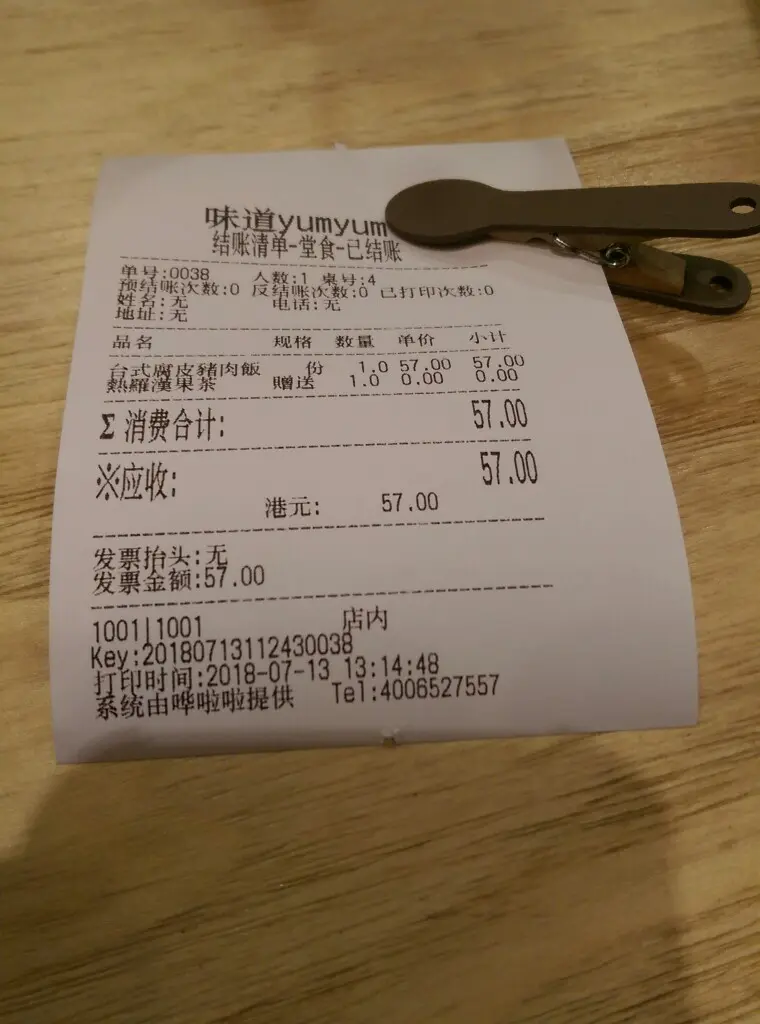 味道yumyum
结账清单-堂食-已结账
单号:0038 人数:1 桌号:4
预结账次数:0 反结账次数:0 已打印次数:0
姓名:无 电话:无
地址:无
品名 规格 数量 单价 小计
台式腐皮豬肉飯 份 1.0 57.00 57.00
熱羅漢果茶 贈送 1.0 0.00 0.00
Σ 消费合计: 57.00
※应收: 57.00
港元: 57.00
发票抬头:无
发票金额:57.00
1001|1001 店内
Key:20180713112430038
打印时间:2018-07-13 13:14:48
系统由哗啦啦提供 Tel:4006527557